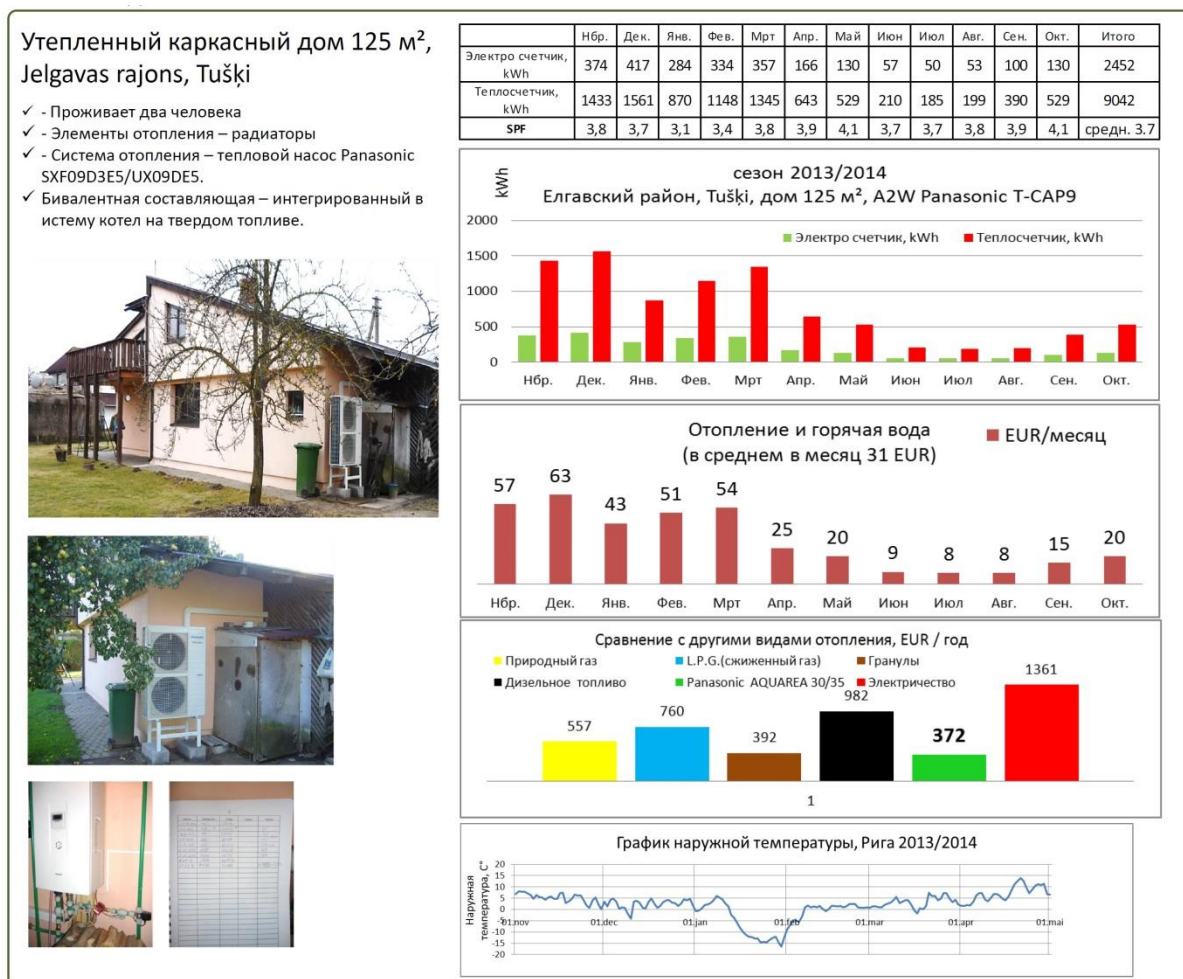 Утепленный каркасный дом 125 м²,
Jelgavas rajons, Tušķi
✓ - Проживает два человека
✓ - Элементы отопления – радиаторы
✓ - Система отопления – тепловой насос Panasonic
SXF09D3E5/UX09DE5.
✓ Бивалентная составляющая – интегрированный в
истему котел на твердом топливе.
Нбр. Дек. Янв. Фев. Мрт Апр. Май Июн Июл Авг. Сен. Окт. Итого
Электро счетчик, kWh 374 417 284 334 357 166 130 57 50 53 100 130 2452
Теплосчетчик, kWh 1433 1561 870 1148 1345 643 529 210 185 199 390 529 9042
SPF 3,8 3,7 3,1 3,4 3,8 3,9 4,1 3,7 3,7 3,8 3,9 4,1 средн. 3.7
kWh
сезон 2013/2014
Елгавский район, Tušķi, дом 125 м², A2W Panasonic T-CAP9
Электро счетчик, kWh Теплосчетчик, kWh
2000
1500
1000
500
0
Нбр. Дек. Янв. Фев. Мрт Апр. Май Июн Июл Авг. Сен. Окт.
Отопление и горячая вода
(в среднем в месяц 31 EUR)
EUR/месяц
57 63 43 51 54 25 20 9 8 8 15 20
Нбр. Дек. Янв. Фев. Мрт Апр. Май Июн Июл Авг. Сен. Окт.
Сравнение с другими видами отопления, EUR / год
Природный газ L.P.G.(сжиженный газ) Гранулы
Дизельное топливо Panasonic AQUAREA 30/35 Электричество
557 760 392 982 372 1361
1
График наружной температуры, Рига 2013/2014
Наружная
температура, C°
20
15
10
5
0
-5
-10
-15
-20
01.nov 01.dec 01.jan 01.feb 01.mar 01.apr 01.mai